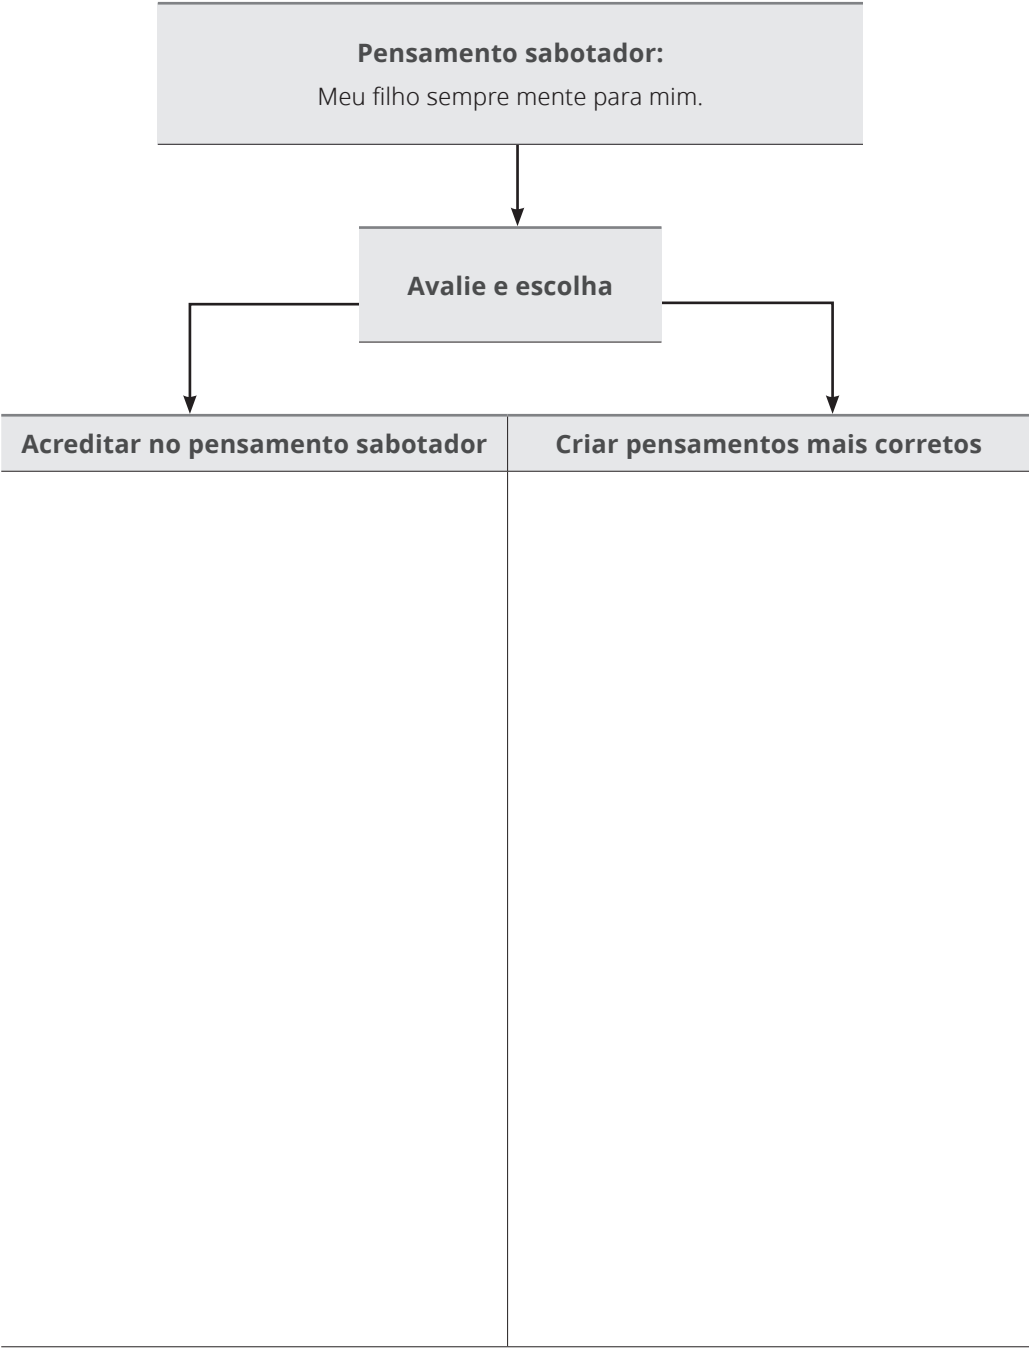 Pensamento sabotador:
Meu filho sempre mente para mim.
Avalie e escolha
Acreditar no pensamento sabotador
Criar pensamentos mais corretos